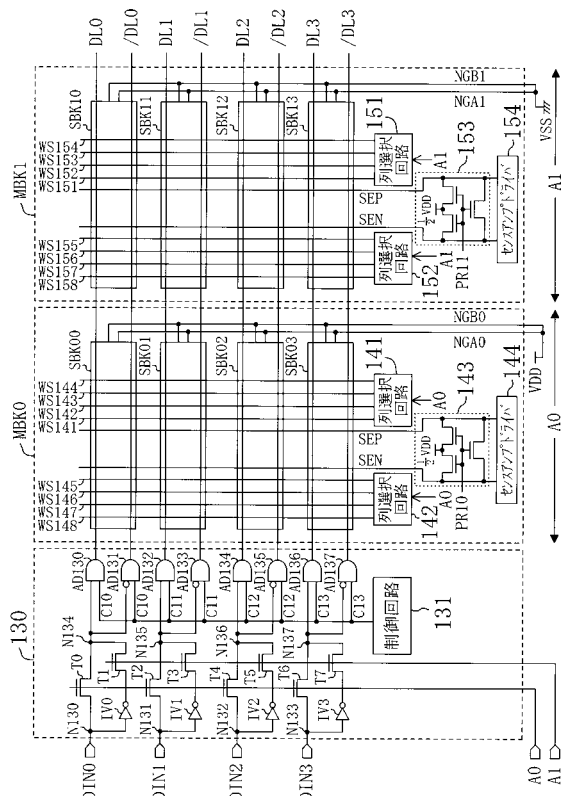 130
MBK0
MBK1
DIN0
DIN1
DIN2
DIN3
A0
A1
N130
N131
N132
N133
IV0
IV1
IV2
IV3
T0
T1
T2
T3
T4
T5
T6
T7
N134
N135
N136
N137
AD130
AD131
AD132
AD133
AD134
AD135
AD136
AD137
C10
C10
C11
C11
C12
C12
C13
C13
制御回路
131
WS148
WS147
WS146
WS145
WS141
WS142
WS143
WS144
SBK00
SBK01
SBK02
SBK03
列選択回路
142
A0
SEN
SEP
½VDD
PR10
143
列選択回路
141
A0
センスアンプドライバ
144
NGA0
NGB0
VDD
A0
WS158
WS157
WS156
WS155
WS151
WS152
WS153
WS154
SBK10
SBK11
SBK12
SBK13
列選択回路
152
A1
SEN
SEP
½VDD
PR11
153
列選択回路
151
A1
センスアンプドライバ
154
NGA1
NGB1
VSS
A1
DL0
/DL0
DL1
/DL1
DL2
/DL2
DL3
/DL3